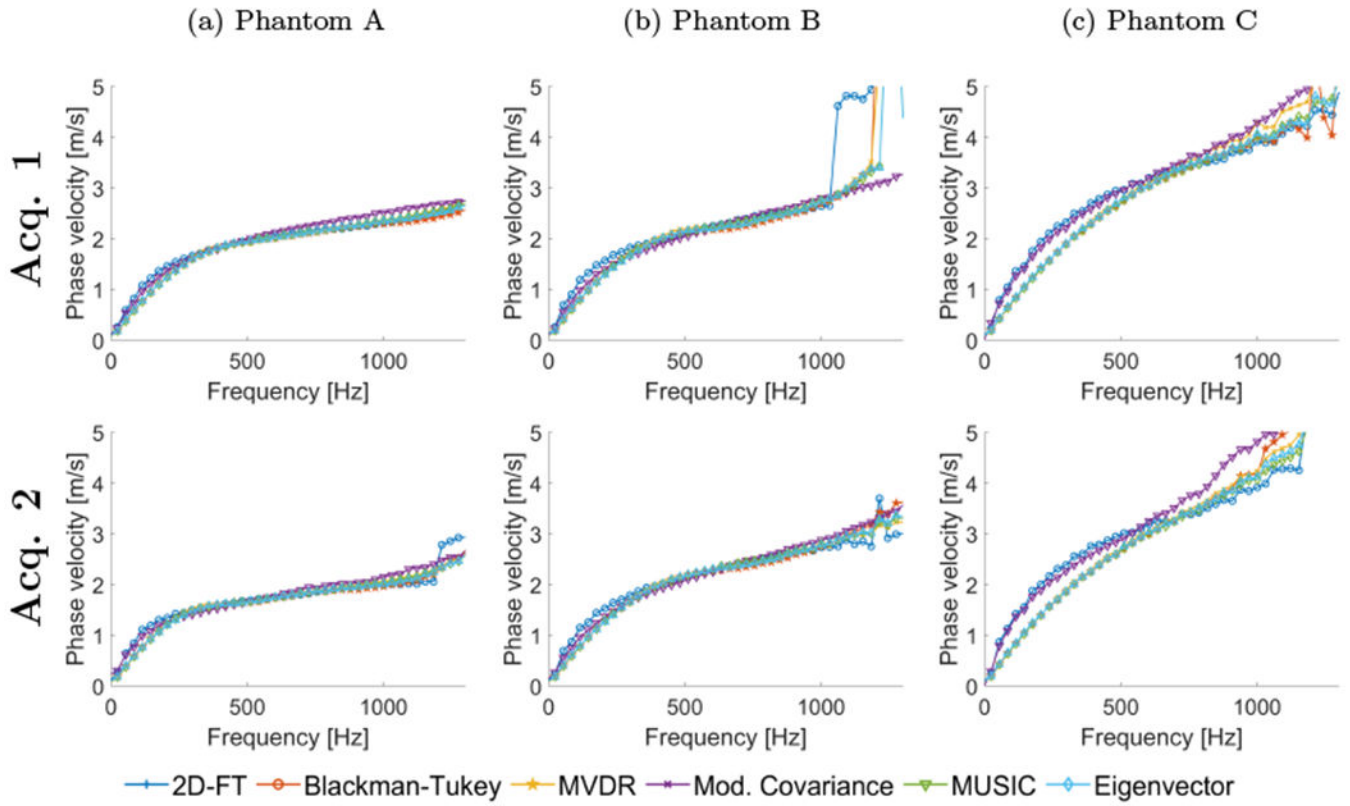 (a) Phantom A (b) Phantom B (c) Phantom C
Acq. 1
Phase velocity [m/s]
5
4
3
2
1
0
0 500 1000
Frequency [Hz]
Phase velocity [m/s]
5
4
3
2
1
0
0 500 1000
Frequency [Hz]
Phase velocity [m/s]
5
4
3
2
1
0
0 500 1000
Frequency [Hz]
Acq. 2
Phase velocity [m/s]
5
4
3
2
1
0
0 500 1000
Frequency [Hz]
Phase velocity [m/s]
5
4
3
2
1
0
0 500 1000
Frequency [Hz]
Phase velocity [m/s]
5
4
3
2
1
0
0 500 1000
Frequency [Hz]
2D-FT Blackman-Tukey MVDR Mod. Covariance MUSIC Eigenvector